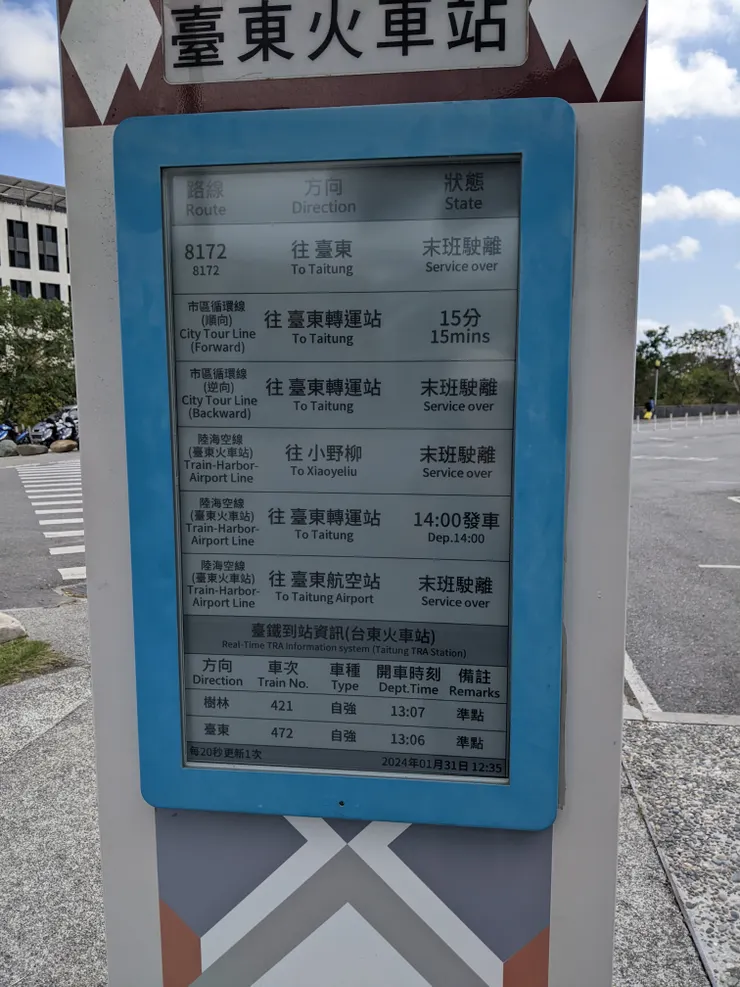 臺東火車站
路線 方向 狀態
Route Direction State
8172 往 臺東 末班駛離
8172 To Taitung Service over
市區循環線
(順向) 往 臺東轉運站 15分
City Tour Line To Taitung 15mins
(Forward)
市區循環線
(逆向) 往 臺東轉運站 末班駛離
City Tour Line To Taitung Service over
(Backward)
陸海空線
(臺東火車站) 往 小野柳 末班駛離
Train-Harbor- To Xiaoyeliu Service over
Airport Line
陸海空線
(臺東火車站) 往 臺東轉運站 14:00發車
Train-Harbor- To Taitung Dep.14:00
Airport Line
陸海空線
(臺東火車站) 往 臺東航空站 末班駛離
Train-Harbor- To Taitung Airport Service over
Airport Line
臺鐵到站資訊(台東火車站)
Real-Time TRA Information system (Taitung TRA Station)
方向 車次 車種 開車時刻 備註
Direction Train No. Type Dept.Time Remarks
樹林 421 自強 13:07 準點
臺東 472 自強 13:06 準點
每20秒更新1次 2024年01月31日 12:35